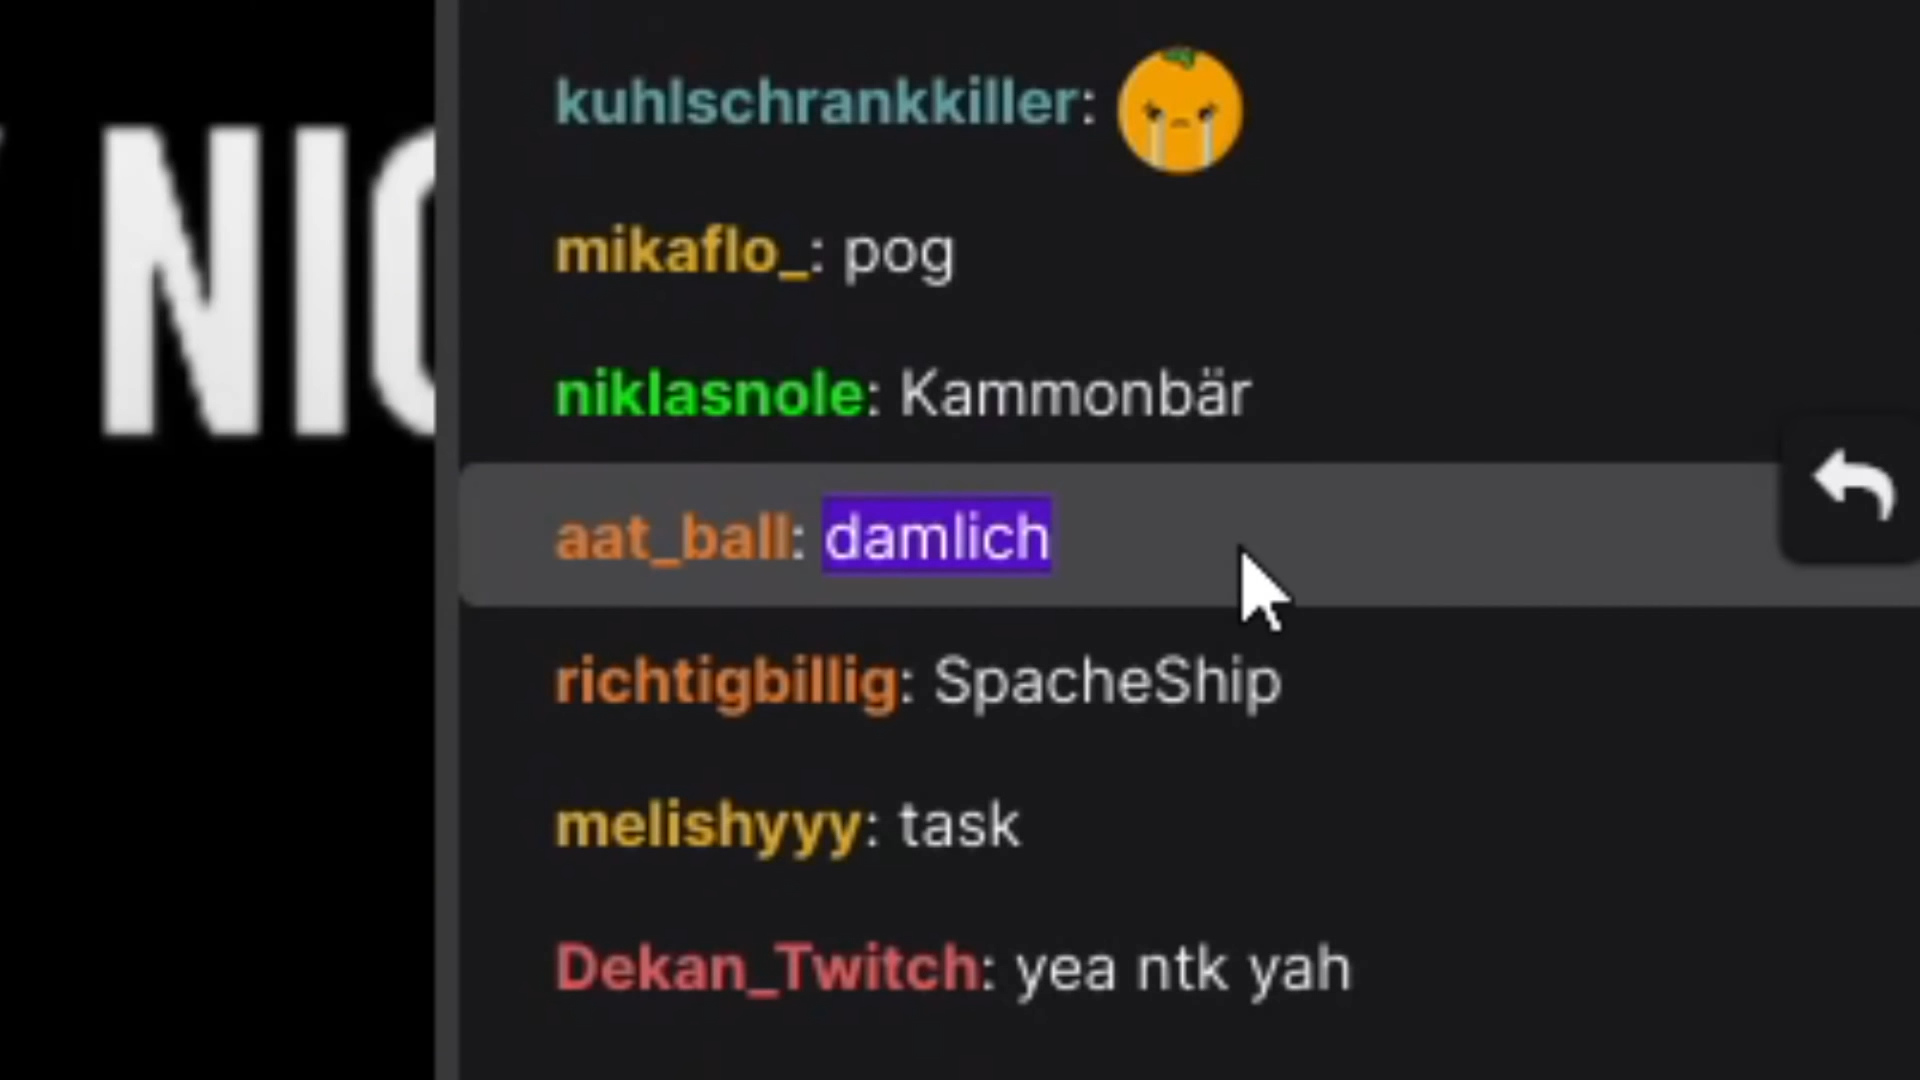 NIC
kuhlschrankkiller:
mikaflo_: pog
niklasnole: Kammonbär
aat_ball: damlich
richtigbillig: SpacheShip
melishyyy: task
Dekan_Twitch: yea ntk yah